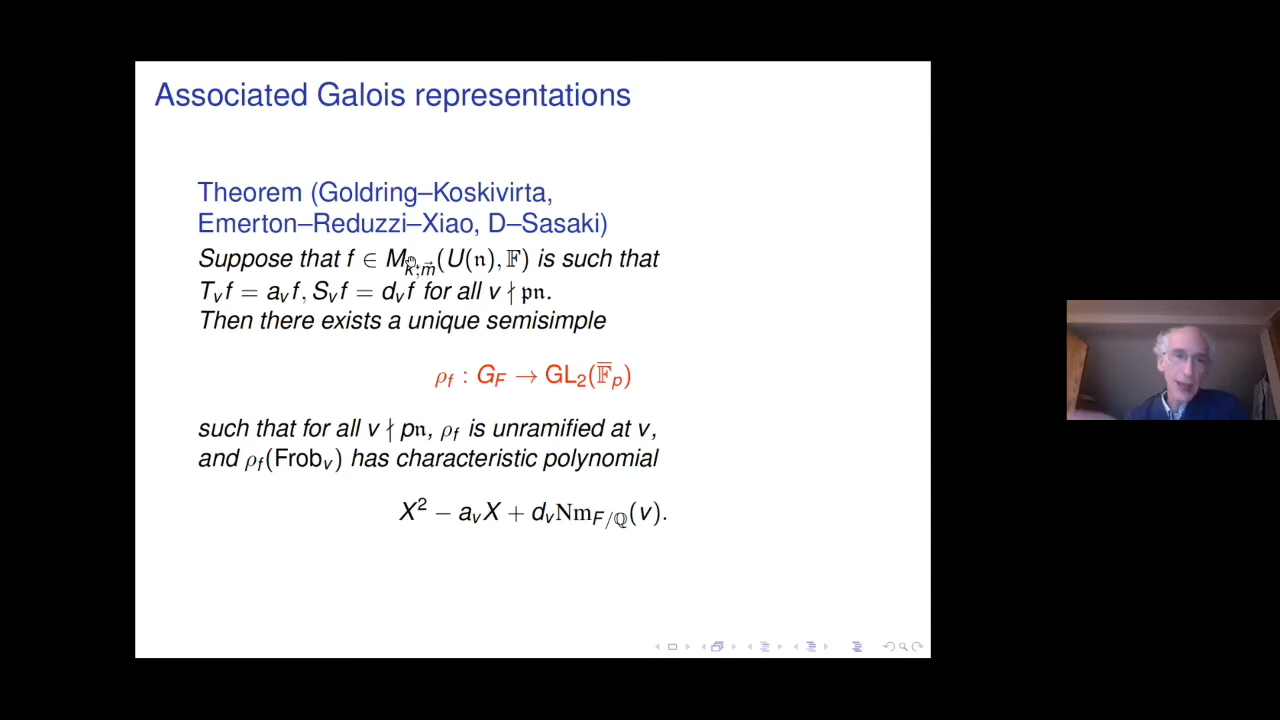 Associated Galois representations
Theorem (Goldring–Koskivirta,
Emerton–Reduzzi–Xiao, D–Sasaki)
Suppose that f ∈ M_{k⃗;m⃗}(U(𝔫), 𝔽) is such that
T_v f = a_v f, S_v f = d_v f for all v ∤ 𝔭𝔫.
Then there exists a unique semisimple
ρ_f : G_F → GL_2(𝔽̅_p)
such that for all v ∤ p𝔫, ρ_f is unramified at v,
and ρ_f(Frob_v) has characteristic polynomial
X² − a_v X + d_v Nm_{F/ℚ}(v).